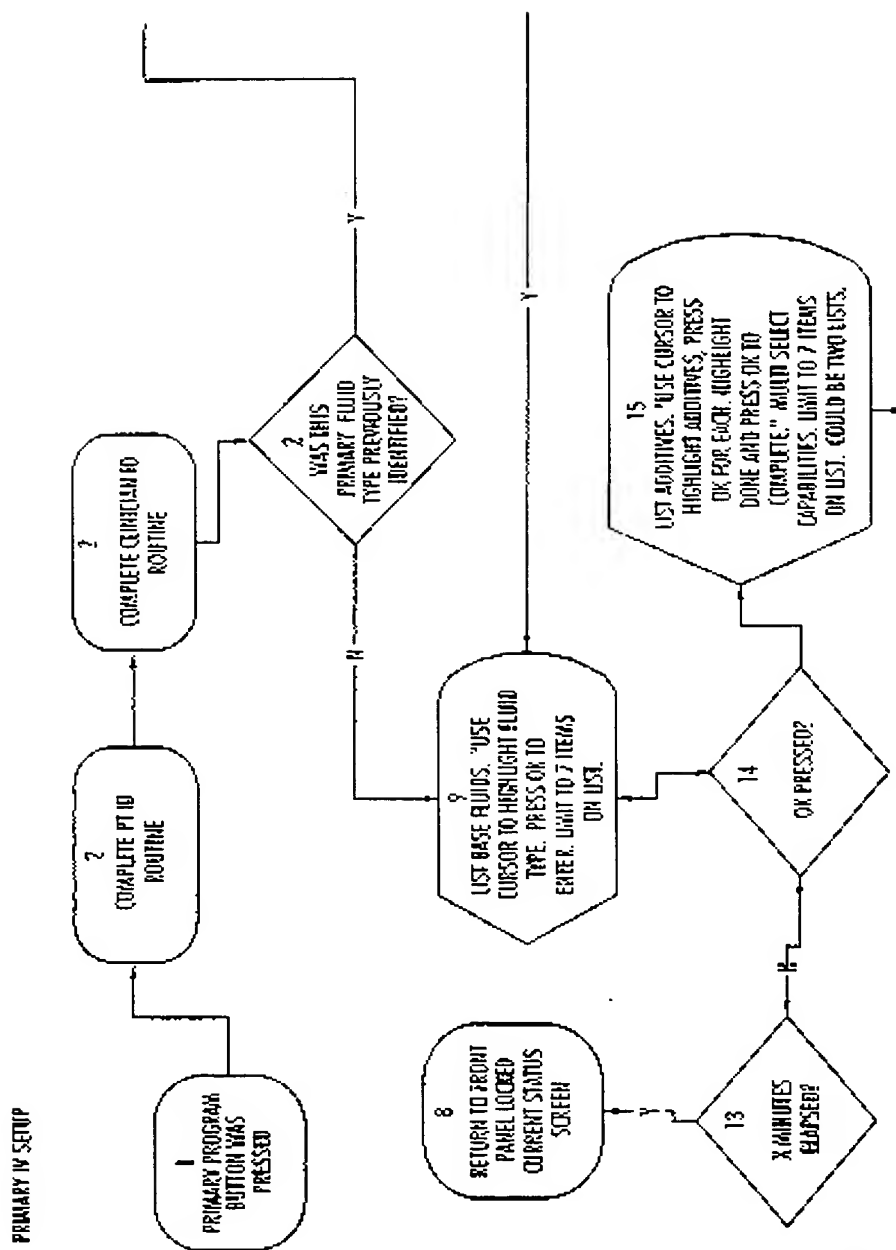 PRIMARY IV SETUP
1
PRIMARY PROGRAM
BUTTON WAS
PRESSED
2
COMPLETE PT ID
ROUTINE
COMPLETE CLINICIAN
ROUTINE
2
WAS THIS
PRIMARY FLUID
TYPE PREVIOUSLY
IDENTIFIED?
Y
N
9
LIST BASE FLUIDS. "USE
CURSOR TO HIGHLIGHT FLUID
TYPE. PRESS OK TO
ENTER. LIMIT TO 7 ITEMS
ON LIST.
Y
8
RETURN TO FRONT
PANEL LOCKED
CURRENT STATUS
SCREEN
Y
13
X MINUTES
ELAPSED?
N
14
OK PRESSED?
15
LIST ADDITIVES. "USE CURSOR TO
HIGHLIGHT ADDITIVES, PRESS
OK FOR EACH. HIGHLIGHT
DONE AND PRESS OK TO
COMPLETE." MULTI SELECT
CAPABILITIES. LIMIT TO 7 ITEMS
ON LIST. COULD BE TWO LISTS.